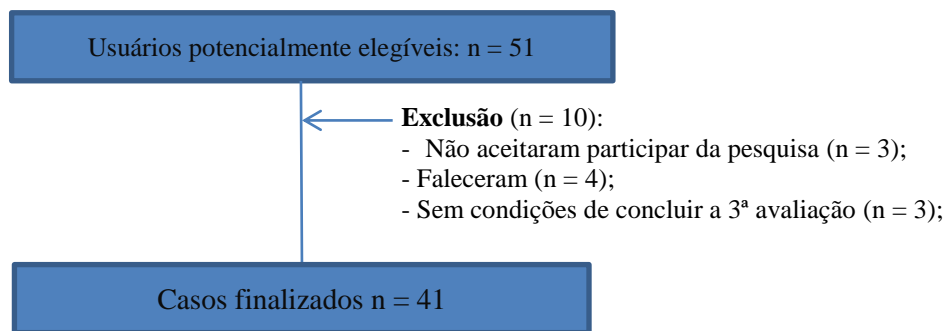 Usuários potencialmente elegíveis: n = 51
Exclusão (n = 10):
- Não aceitaram participar da pesquisa (n = 3);
- Faleceram (n = 4);
- Sem condições de concluir a 3ª avaliação (n = 3);
Casos finalizados n = 41